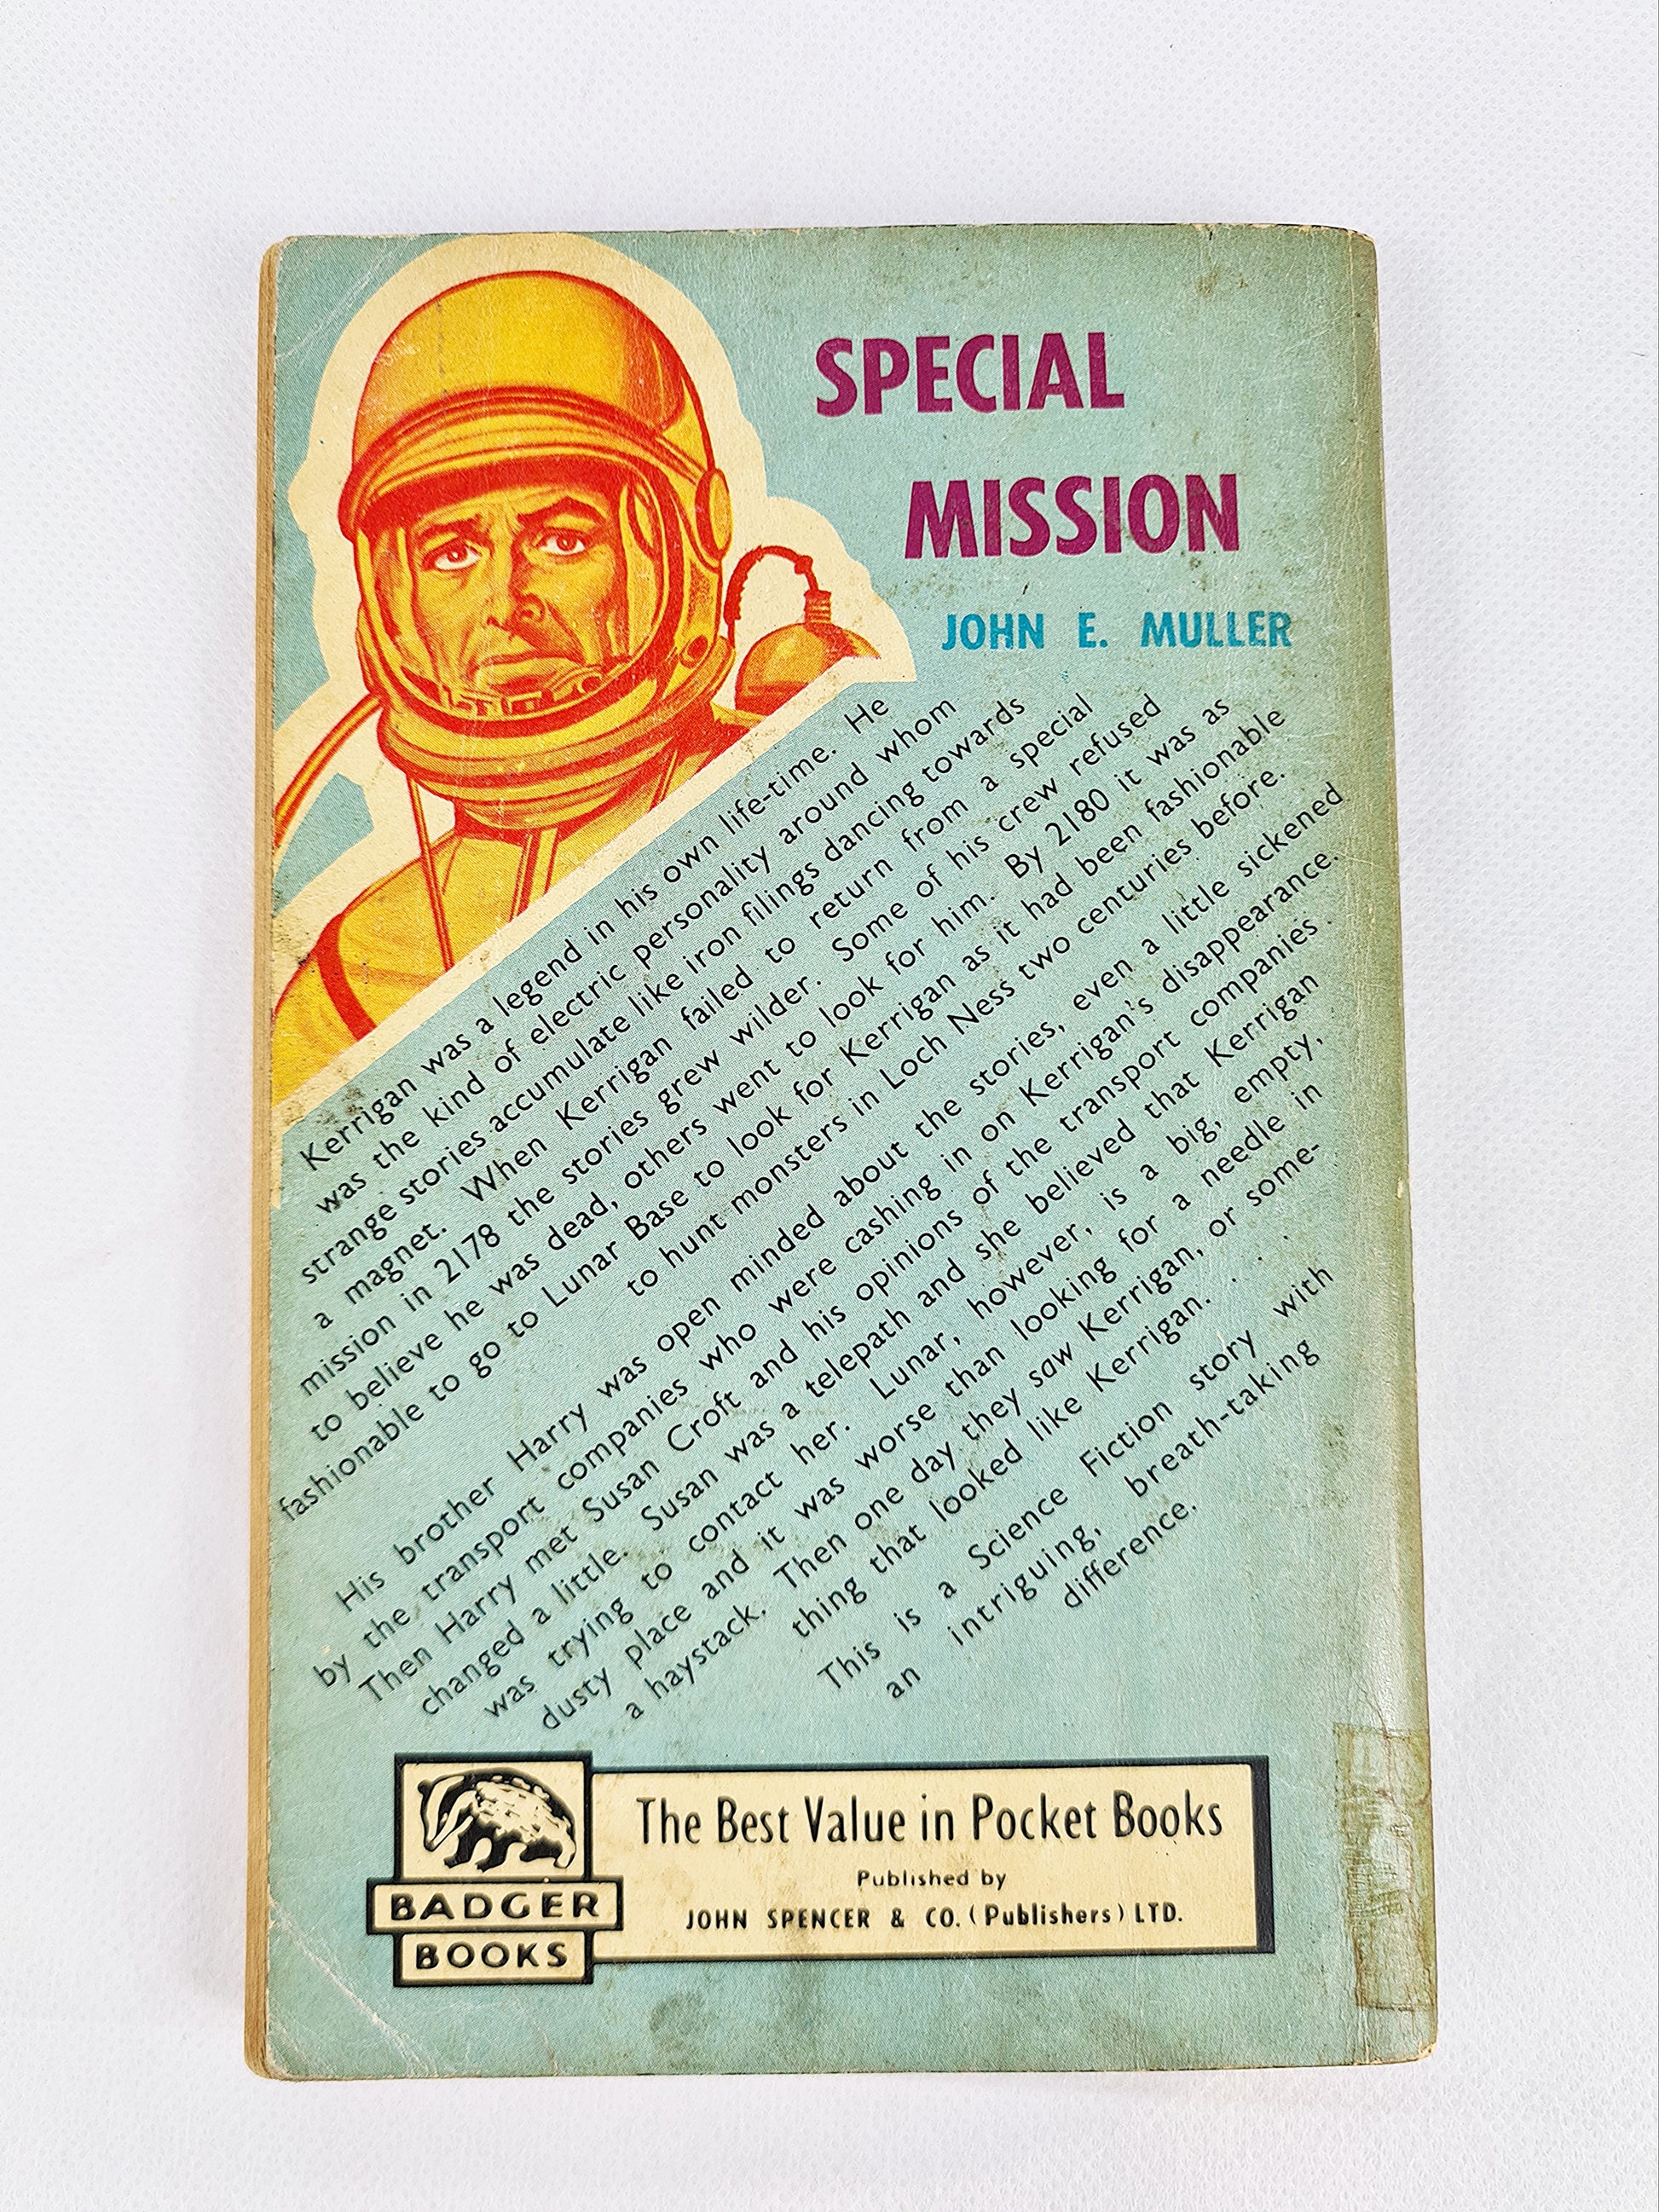 SPECIAL
MISSION
JOHN E. MULLER
Kerrigan was a legend in his own life-time. He
was the kind of electric personality around whom
strange stories accumulate like iron filings dancing towards
a magnet. When Kerrigan failed to return from a special
mission in 2178 the stories grew wilder. Some of his crew refused
to believe he was dead, others went to look for him. By 2180 it was as
fashionable to go to Lunar Base to look for Kerrigan as it had been fashionable
to hunt monsters in Loch Ness two centuries before.
His brother Harry was open minded about the stories, even a little sickened
by the transport companies who were cashing in on Kerrigan's disappearance.
Then Harry met Susan Croft and his opinions of the transport companies
changed a little. Susan was a telepath and she believed that Kerrigan
was trying to contact her. Lunar, however, is a big, empty,
dusty place and it was worse than looking for a needle in
a haystack. Then one day they saw Kerrigan, or some-
thing that looked like Kerrigan. . . .
This is a Science Fiction story with
an intriguing, breath-taking
difference.
The Best Value in Pocket Books
Published by
JOHN SPENCER & CO. (Publishers) LTD.
BADGER
BOOKS